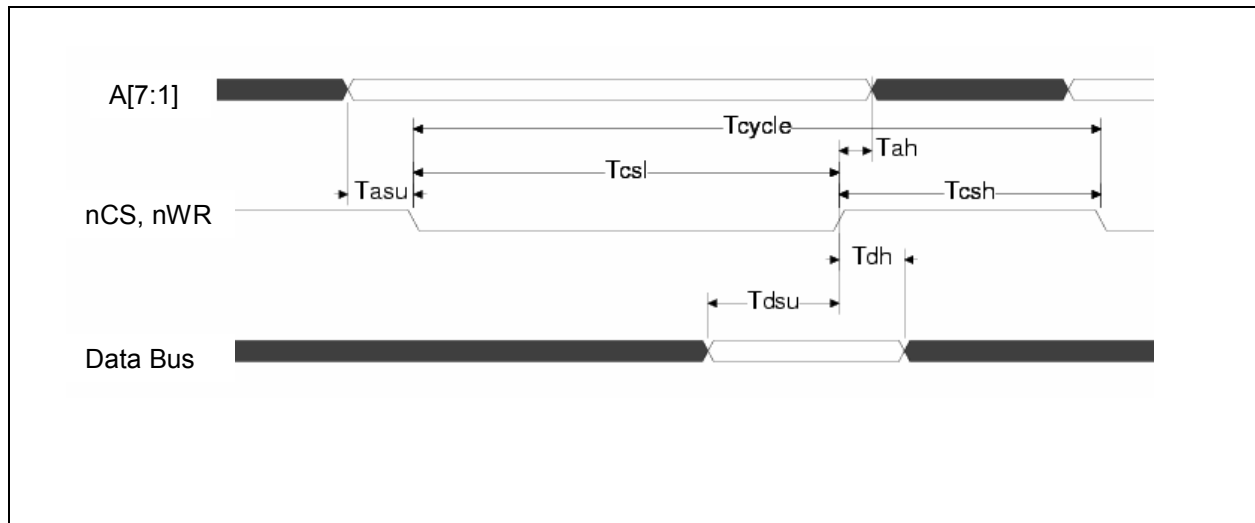 A[7:1]
Tcycle
Tah
Tcsl
Tasu
Tcsh
nCS, nWR
Tdh
Tdsu
Data Bus